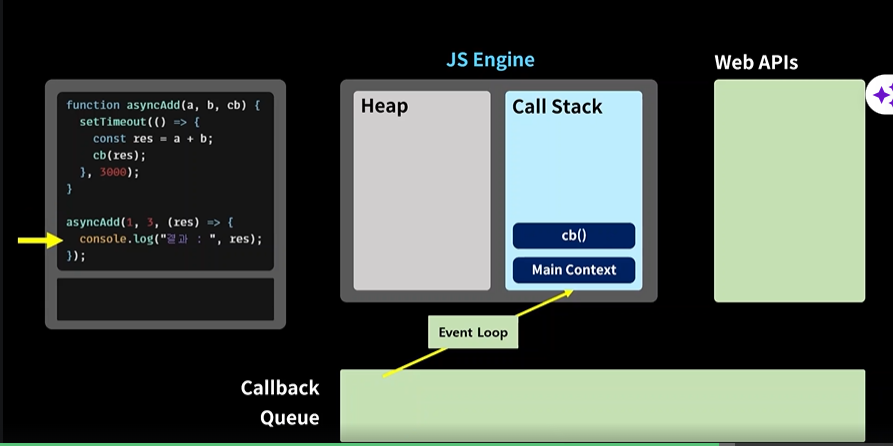 JS Engine
Web APIs
function asyncAdd(a, b, cb) {
setTimeout(() => {
const res = a + b;
cb(res);
}, 3000);
}
asyncAdd(1, 3, (res) => {
console.log("결과 : ", res);
});
Heap
Call Stack
cb()
Main Context
Event Loop
Callback
Queue